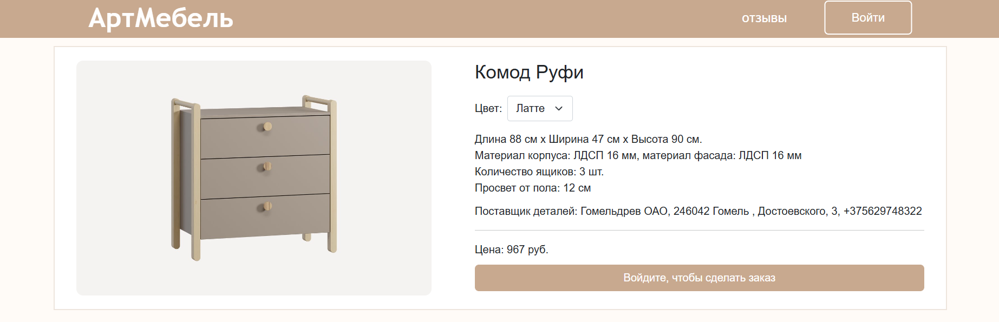 АртМебель
отзывы
Войти
Комод Руфи
Цвет: Латте
Длина 88 см x Ширина 47 см x Высота 90 см.
Материал корпуса: ЛДСП 16 мм, материал фасада: ЛДСП 16 мм
Количество ящиков: 3 шт.
Просвет от пола: 12 см
Поставщик деталей: Гомельдрев ОАО, 246042 Гомель , Достоевского, 3, +375629748322
Цена: 967 руб.
Войдите, чтобы сделать заказ